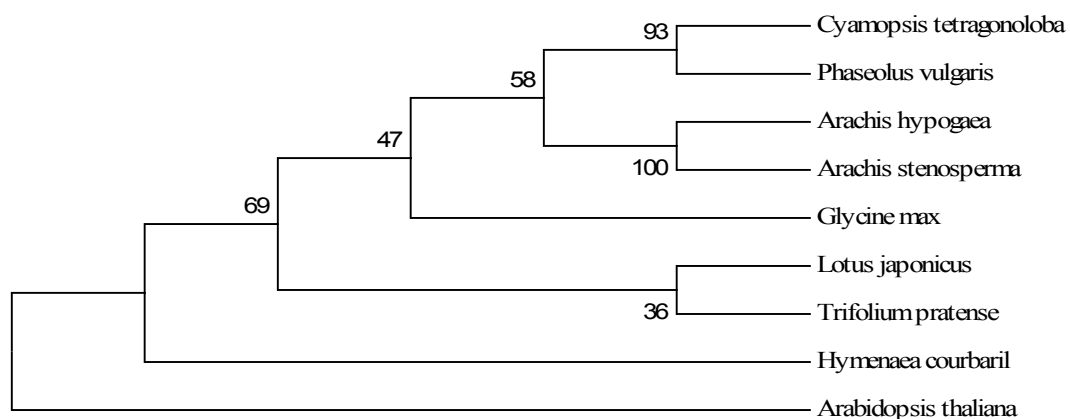 93
Cyamopsis tetragonoloba
Phaseolus vulgaris
58
Arachis hypogaea
47
Arachis stenosperma
100
69
Glycine max
Lotus japonicus
Trifolium pratense
36
Hymenaea courbaril
Arabidopsis thaliana